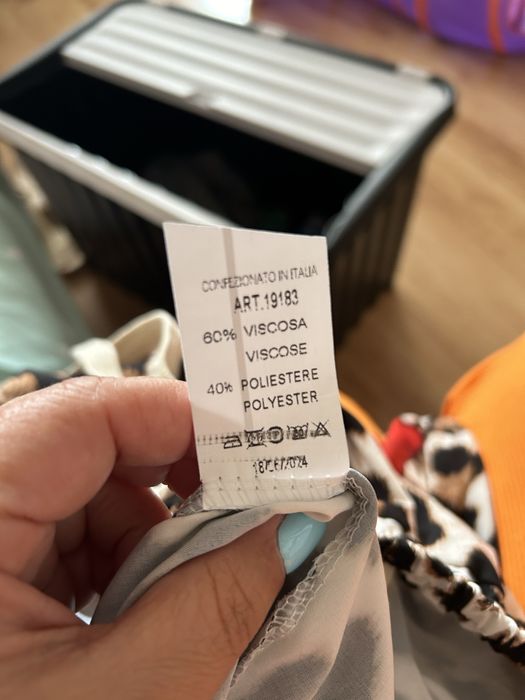 CONFEZIONATO IN ITALIA
ART.19183
60% VISCOSA
VISCOSE
40% POLIESTERE
POLYESTER